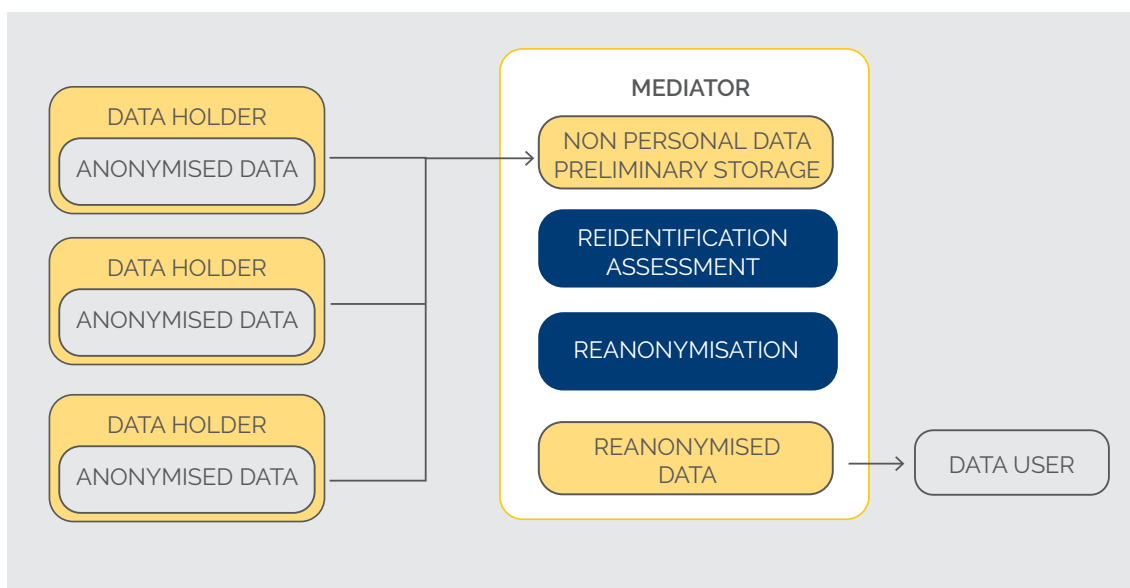 DATA HOLDER
ANONYMISED DATA
DATA HOLDER
ANONYMISED DATA
DATA HOLDER
ANONYMISED DATA
MEDIATOR
NON PERSONAL DATA
PRELIMINARY STORAGE
REIDENTIFICATION
ASSESSMENT
REANONYMISATION
REANONYMISED
DATA
DATA USER